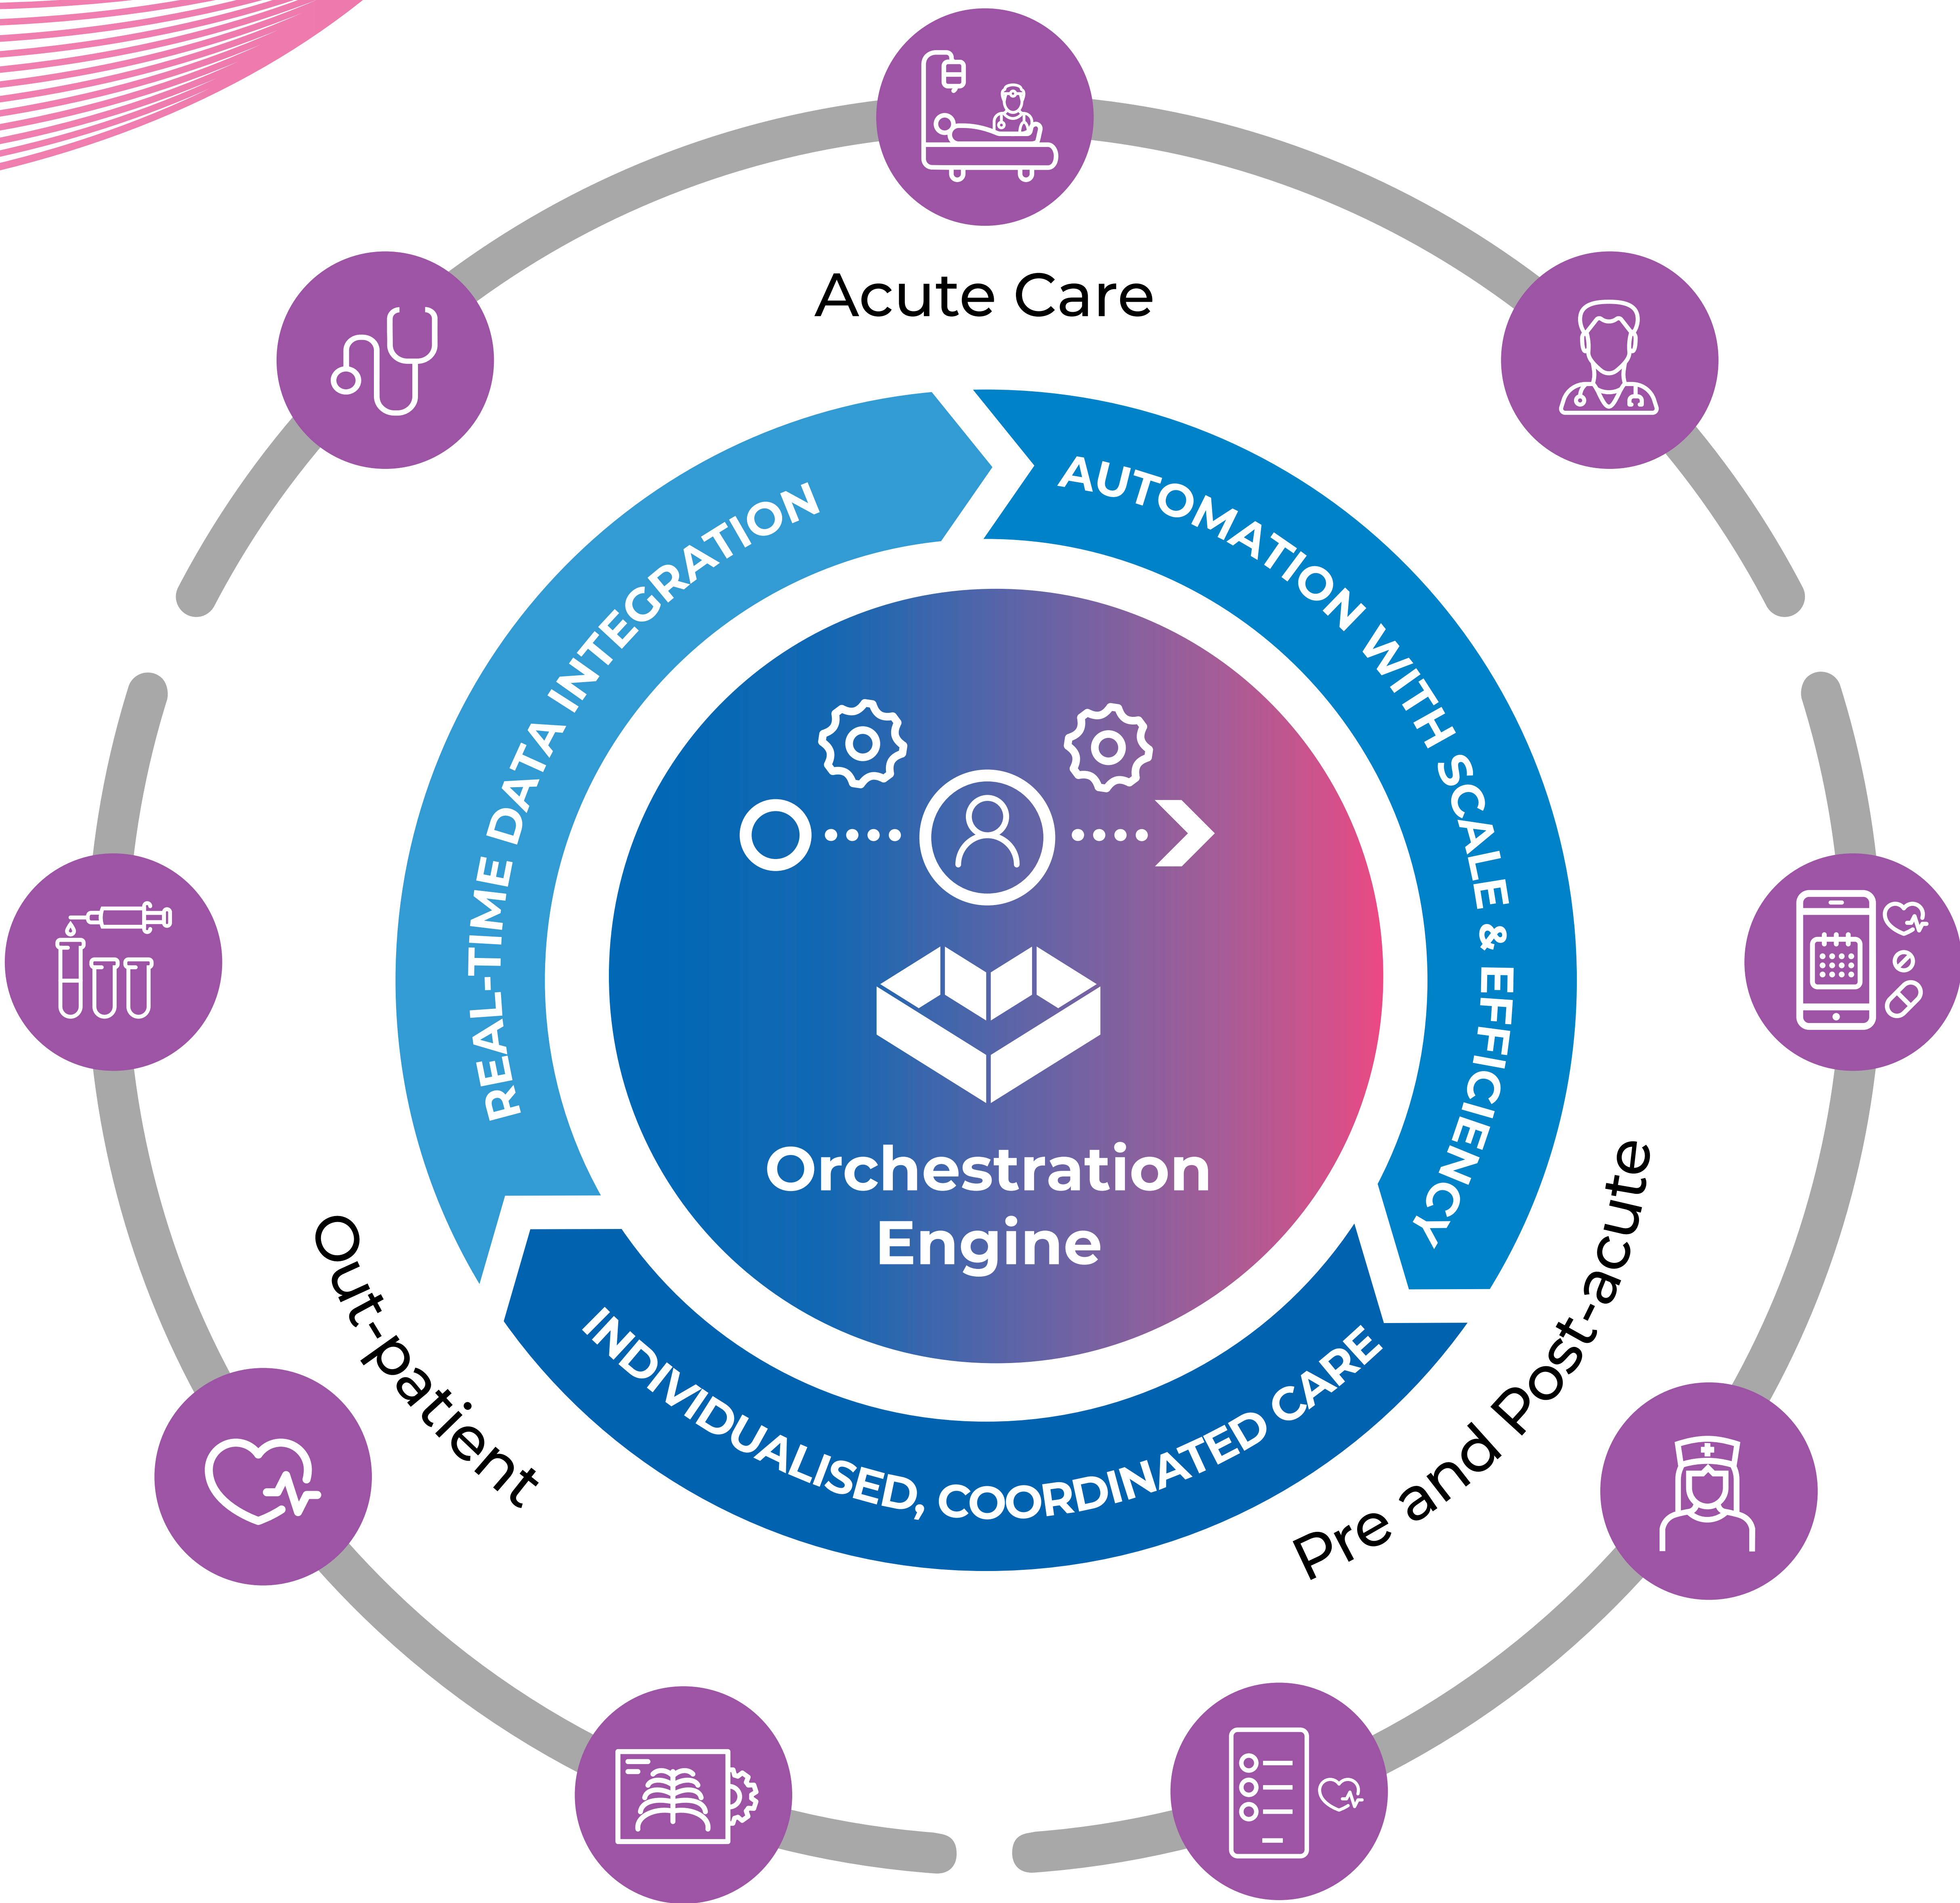 Acute Care
REAL-TIME DATA INTEGRATION
AUTOMATION WITH SCALE & EFFICIENCY
Orchestration
Engine
INDIVIDUALISED, COORDINATED CARE
Out-patient
Pre and Post-acute